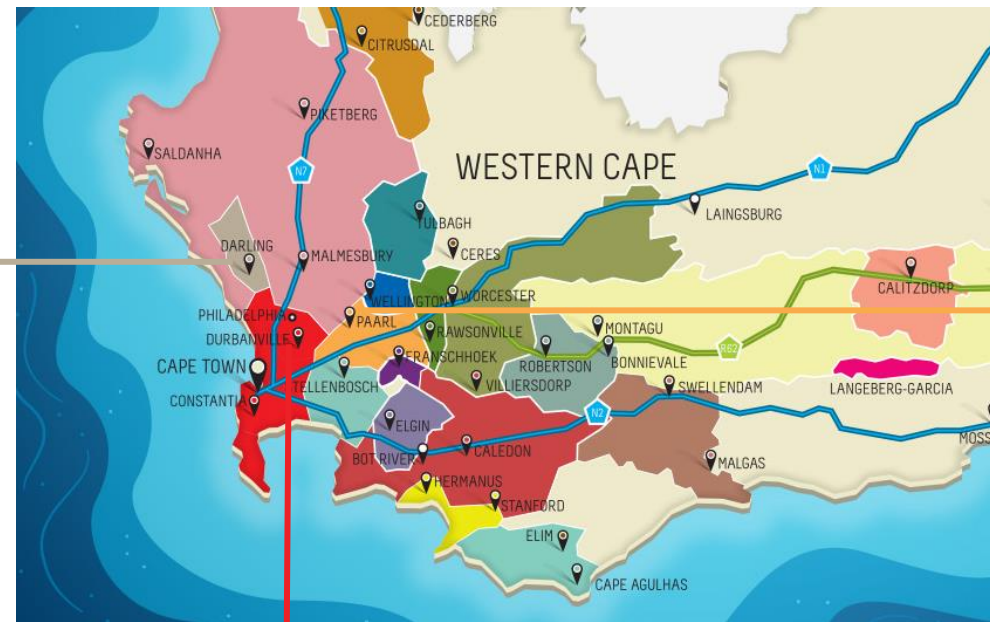 CEDERBERG
CITRUSDAL
PIKETBERG
SALDANHA
WESTERN CAPE
N7
N1
LAINGSBURG
TULBAGH
DARLING
MALMESBURY
CERES
CALITZDORP
WELLINGTON
WORCESTER
PHILADELPHIA
PAARL
DURBANVILLE
RAWSONVILLE
MONTAGU
R62
FRANSCHHOEK
ROBERTSON
BONNIEVALE
CAPE TOWN
TELLENBOSCH
VILLIERSDORP
SWELLENDAM
LANGEBERG-GARCIA
CONSTANTIA
N2
ELGIN
MOSS
BOT RIVER
CALEDON
MALGAS
HERMANUS
STANFORD
ELIM
CAPE AGULHAS